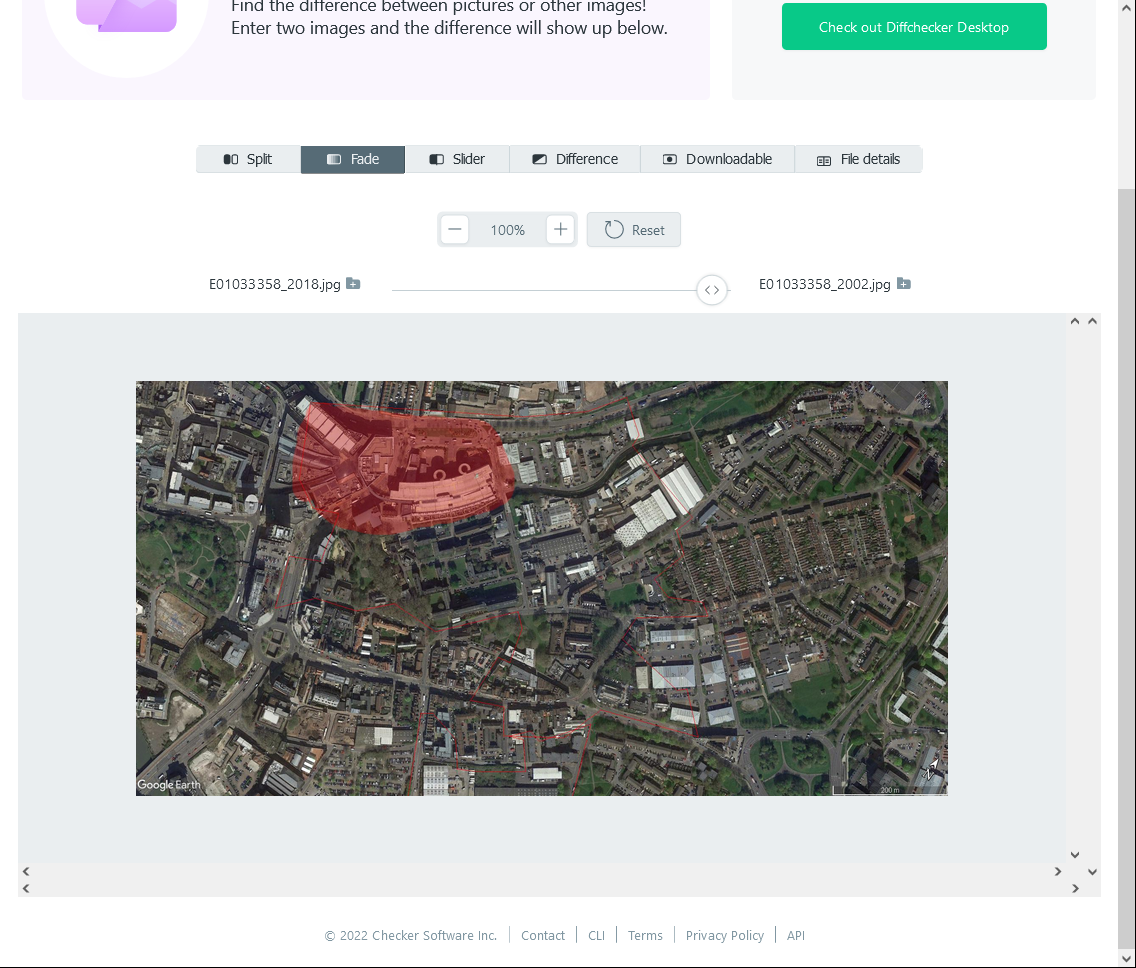 Find the difference between pictures or other images!
Enter two images and the difference will show up below.
Check out Diffchecker Desktop
Split
Fade
Slider
Difference
Downloadable
File details
100%
Reset
E01033358_2018.jpg
E01033358_2002.jpg
Google Earth
200 m
© 2022 Checker Software Inc.
Contact
CLI
Terms
Privacy Policy
API